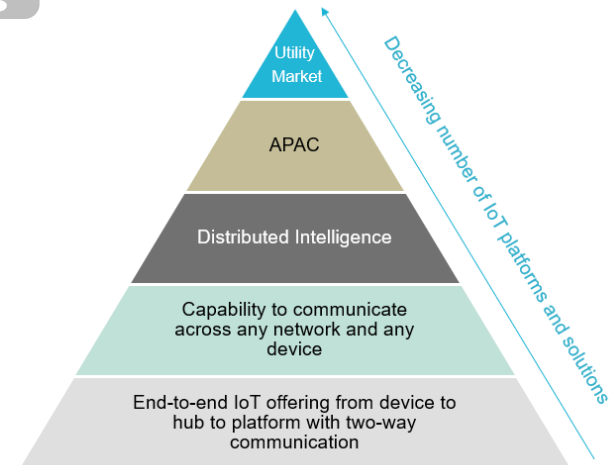 Utility
Market
APAC
Distributed Intelligence
Capability to communicate
across any network and any
device
End-to-end IoT offering from device to
hub to platform with two-way
communication
Decreasing number of IoT platforms and solutions